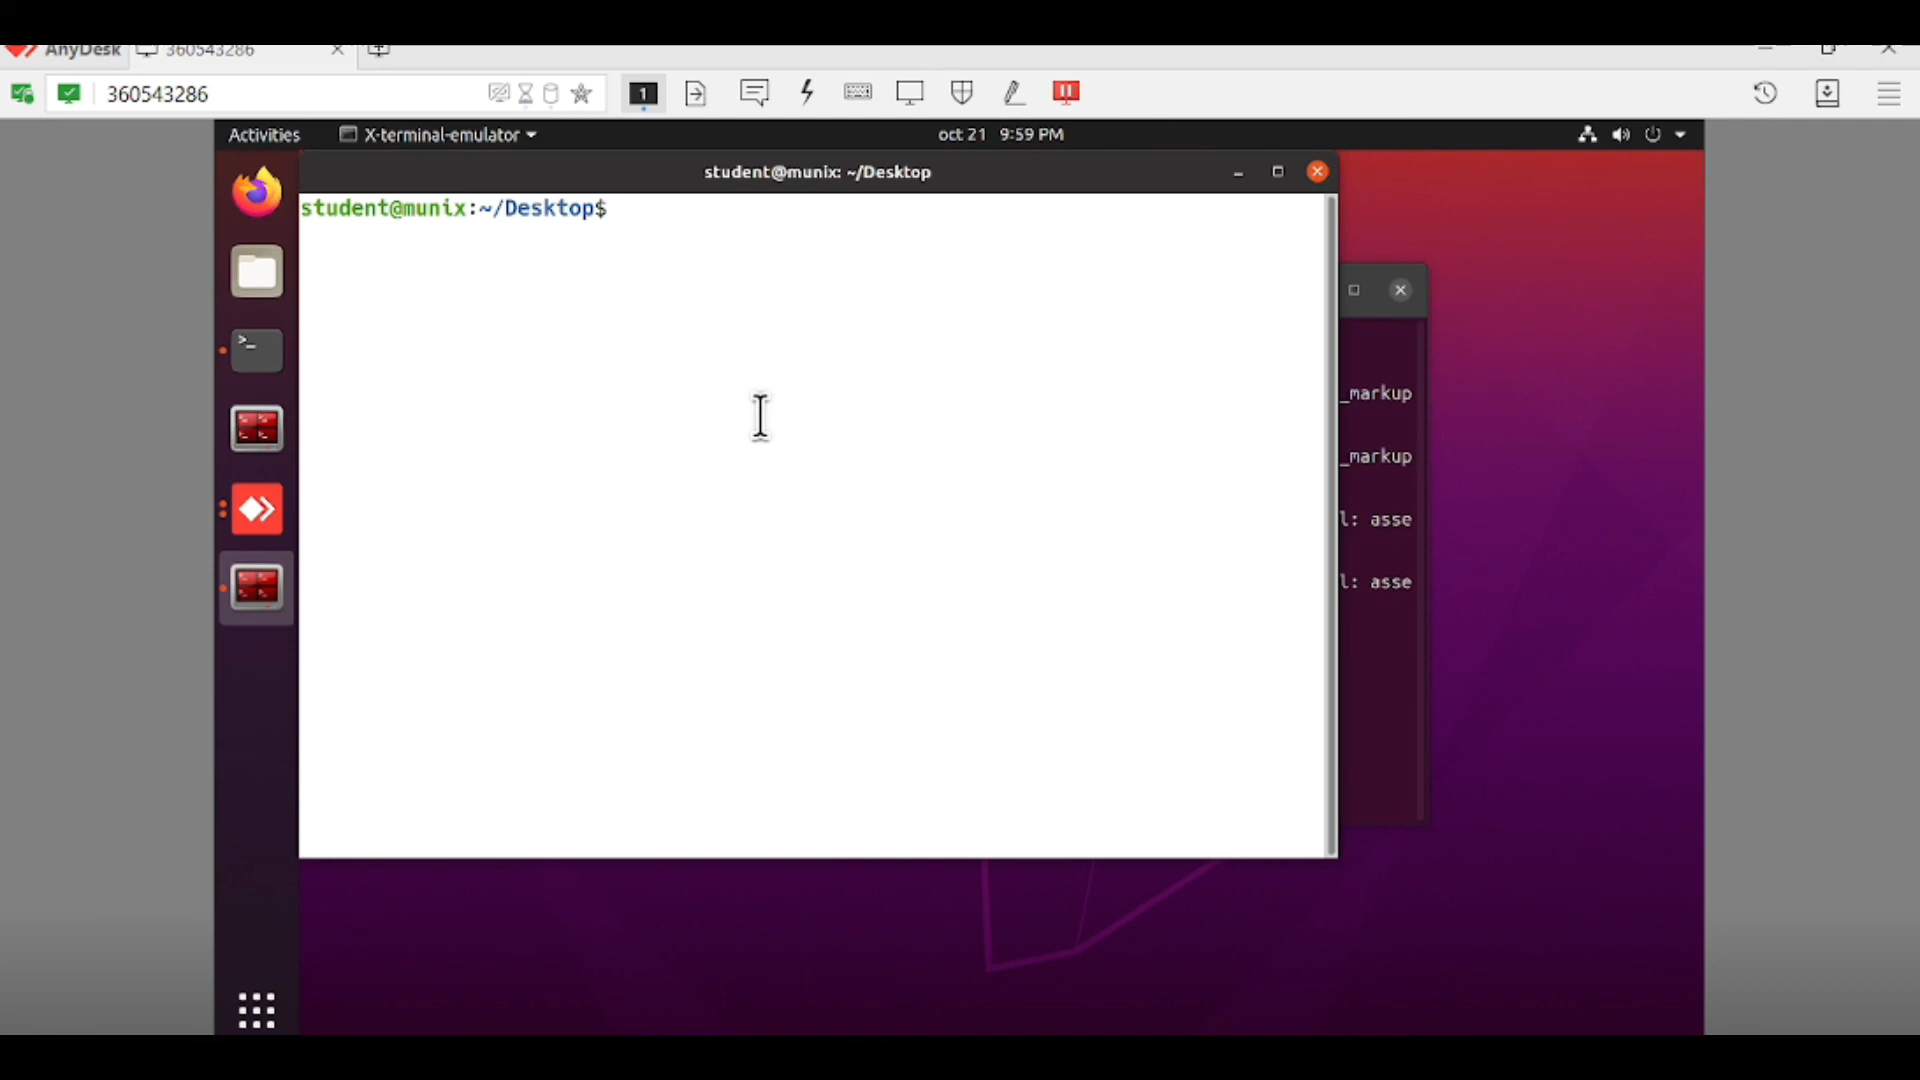 AnyDesk 360543286
360543286 1
Activities X-terminal-emulator oct 21 9:59 PM
student@munix: ~/Desktop
student@munix:~/Desktop$
_markup
_markup
l: asse
l: asse